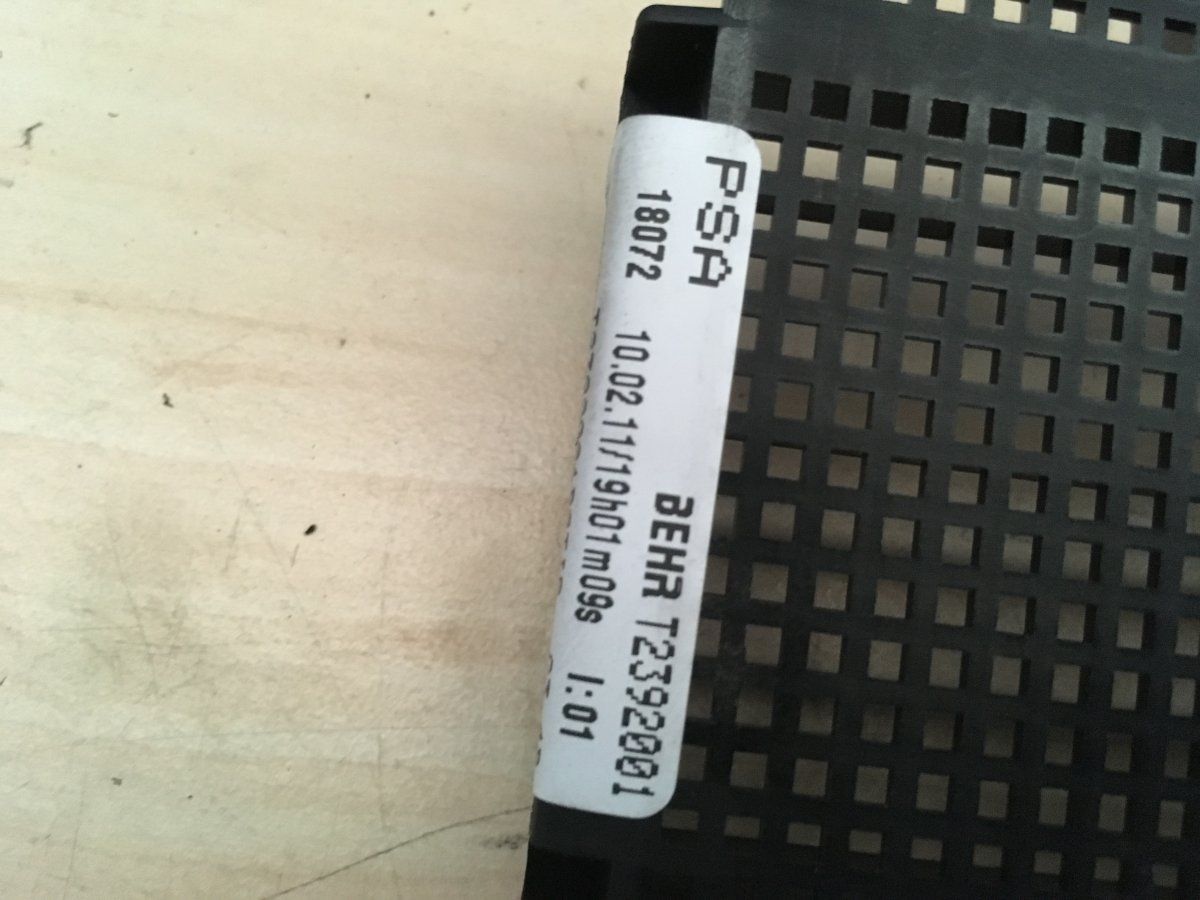 PSA BEHR T2392001
18072 10.02.11/19h01m09s I:01